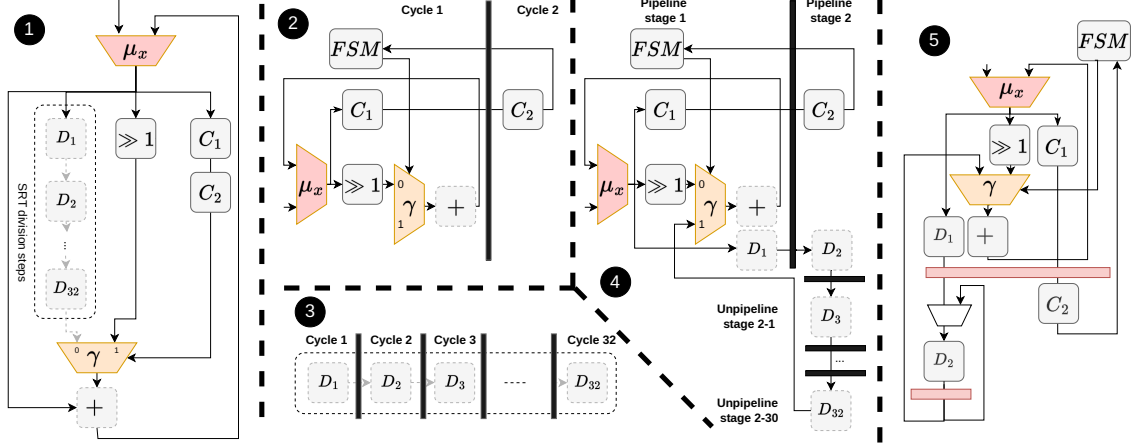 1
μx
D1
≫ 1
C1
D2
C2
...
D32
SRT division steps
0
1
γ
+
2
Cycle 1
Cycle 2
FSM
C1
C2
μx
≫ 1
0
γ
1
+
3
Cycle 1
Cycle 2
Cycle 3
Cycle 32
D1
D2
D3
----
D32
4
Pipeline
stage 1
Pipeline
stage 2
FSM
C1
C2
μx
≫ 1
0
γ
1
+
D1
D2
Unpipeline
stage 2-1
D3
...
Unpipeline
stage 2-30
D32
5
FSM
μx
≫ 1
C1
γ
D1
+
C2
D2